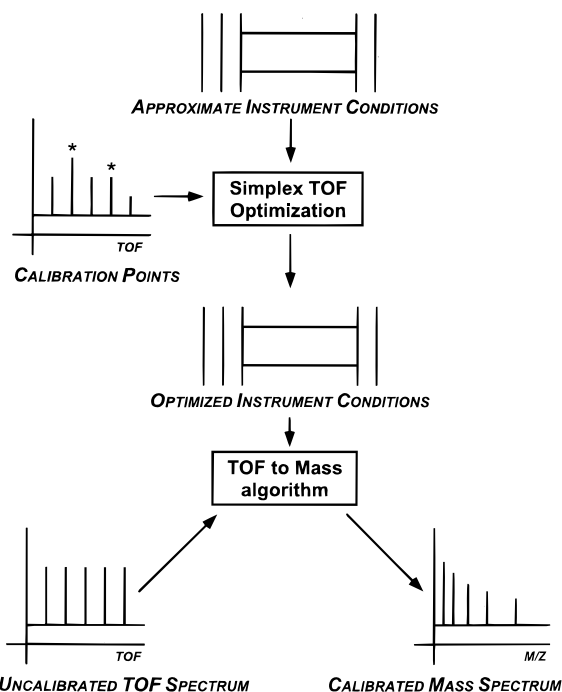 APPROXIMATE INSTRUMENT CONDITIONS
* *
Simplex TOF
Optimization
TOF
CALIBRATION POINTS
OPTIMIZED INSTRUMENT CONDITIONS
TOF to Mass
algorithm
TOF
M/Z
UNCALIBRATED TOF SPECTRUM
CALIBRATED MASS SPECTRUM